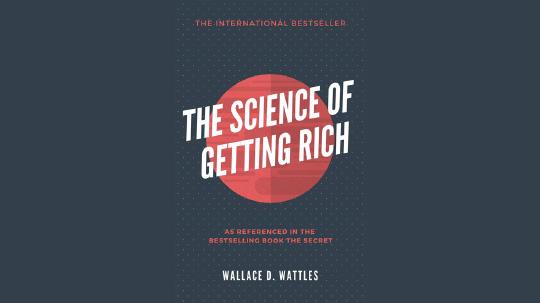 THE INTERNATIONAL BESTSELLER
THE SCIENCE OF
GETTING RICH
AS REFERENCED IN THE
BESTSELLING BOOK THE SECRET
WALLACE D. WATTLES